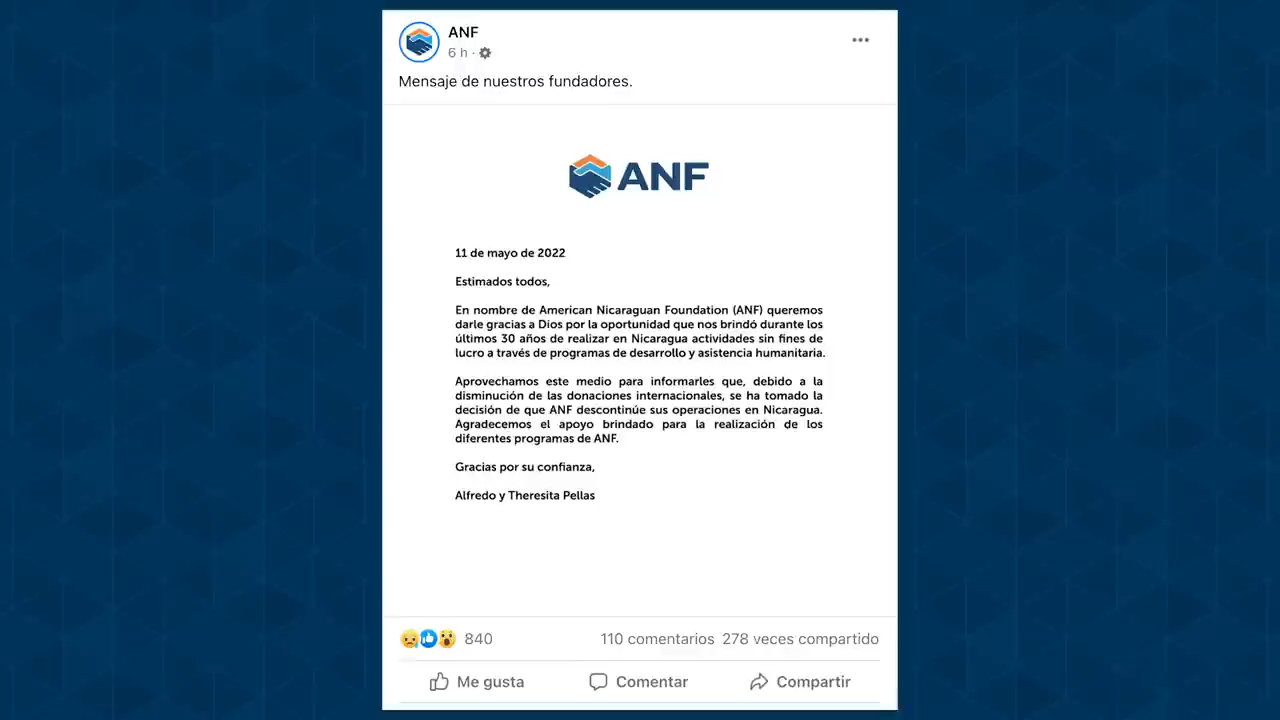 ANF
6 h ·
Mensaje de nuestros fundadores.
ANF
11 de mayo de 2022
Estimados todos,
En nombre de American Nicaraguan Foundation (ANF) queremos
darle gracias a Dios por la oportunidad que nos brindó durante los
últimos 30 años de realizar en Nicaragua actividades sin fines de
lucro a través de programas de desarrollo y asistencia humanitaria.
Aprovechamos este medio para informarles que, debido a la
disminución de las donaciones internacionales, se ha tomado la
decisión de que ANF descontinúe sus operaciones en Nicaragua.
Agradecemos el apoyo brindado para la realización de los
diferentes programas de ANF.
Gracias por su confianza,
Alfredo y Theresita Pellas
840 110 comentarios 278 veces compartido
Me gusta Comentar Compartir